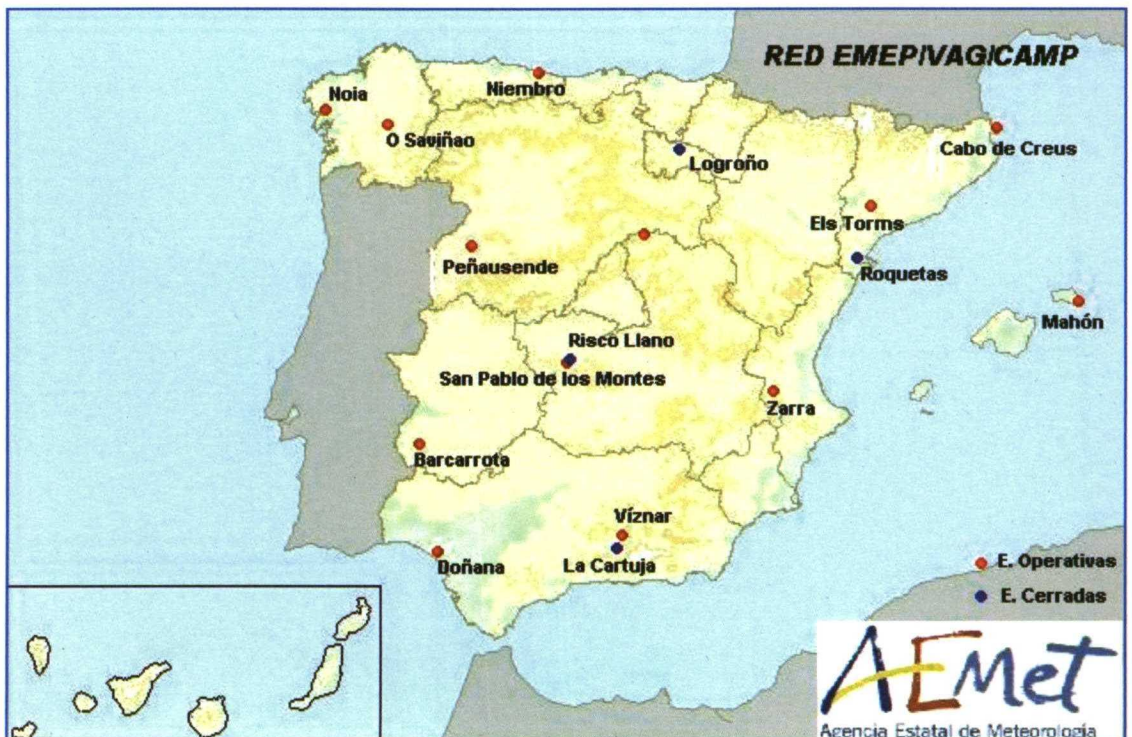 RED EMEP/VAG/CAMP
Noia
Niembro
O Saviñao
Logroño
Cabo de Creus
Els Torms
Peñausende
Roquetas
Mahón
Risco Llano
San Pablo de los Montes
Zarra
Barcarrota
Víznar
Doñana
La Cartuja
E. Operativas
E. Cerradas
AEMet
Agencia Estatal de Meteorología